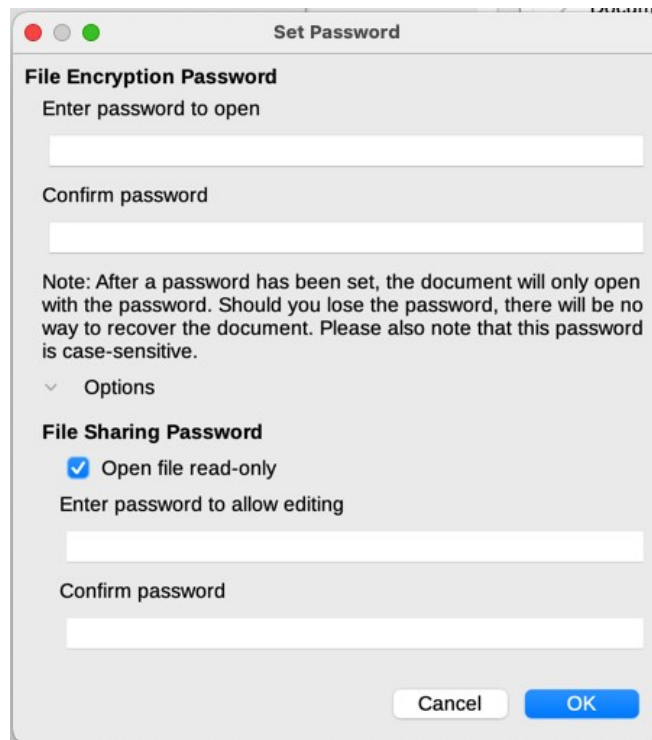 Set Password
File Encryption Password
Enter password to open
Confirm password
Note: After a password has been set, the document will only open
with the password. Should you lose the password, there will be no
way to recover the document. Please also note that this password
is case-sensitive.
Options
File Sharing Password
Open file read-only
Enter password to allow editing
Confirm password
Cancel OK